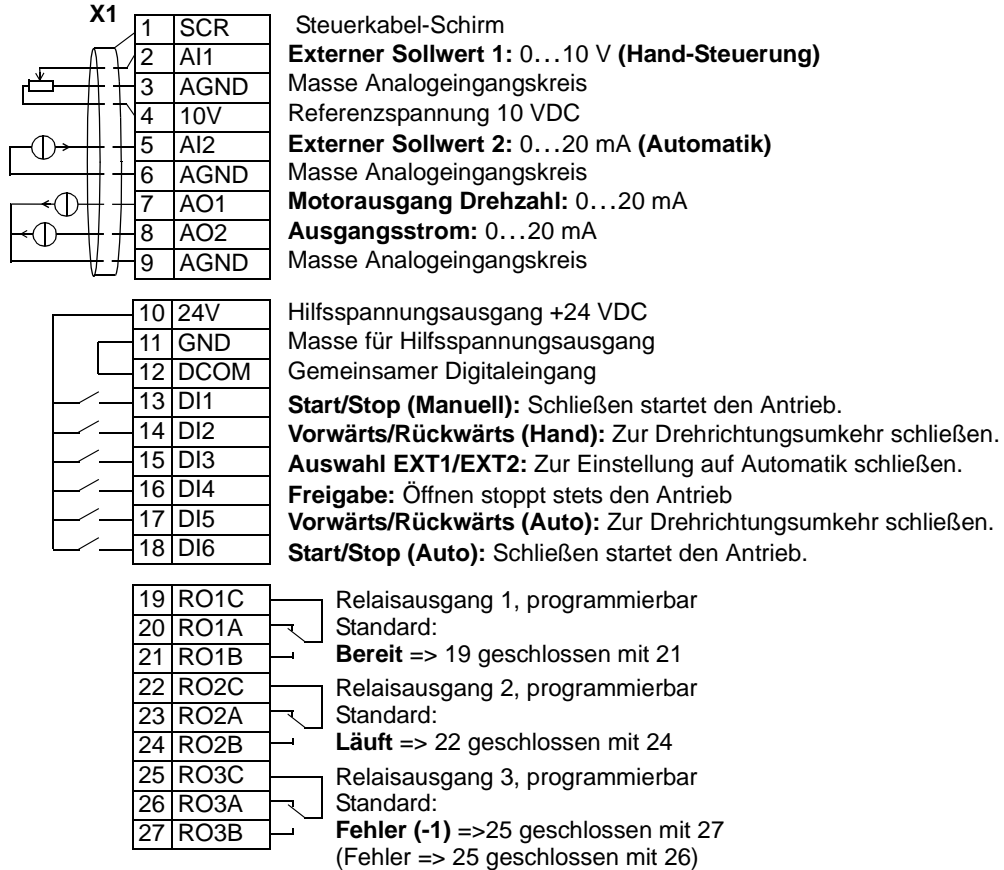 X1
1 SCR Steuerkabel-Schirm
2 AI1 Externer Sollwert 1: 0…10 V (Hand-Steuerung)
3 AGND Masse Analogeingangskreis
4 10V Referenzspannung 10 VDC
5 AI2 Externer Sollwert 2: 0…20 mA (Automatik)
6 AGND Masse Analogeingangskreis
7 AO1 Motorausgang Drehzahl: 0…20 mA
8 AO2 Ausgangsstrom: 0…20 mA
9 AGND Masse Analogeingangskreis
10 24V Hilfsspannungsausgang +24 VDC
11 GND Masse für Hilfsspannungsausgang
12 DCOM Gemeinsamer Digitaleingang
13 DI1 Start/Stop (Manuell): Schließen startet den Antrieb.
14 DI2 Vorwärts/Rückwärts (Hand): Zur Drehrichtungsumkehr schließen.
15 DI3 Auswahl EXT1/EXT2: Zur Einstellung auf Automatik schließen.
16 DI4 Freigabe: Öffnen stoppt stets den Antrieb
17 DI5 Vorwärts/Rückwärts (Auto): Zur Drehrichtungsumkehr schließen.
18 DI6 Start/Stop (Auto): Schließen startet den Antrieb.
19 RO1C Relaisausgang 1, programmierbar
20 RO1A Standard:
21 RO1B Bereit => 19 geschlossen mit 21
22 RO2C Relaisausgang 2, programmierbar
23 RO2A Standard:
24 RO2B Läuft => 22 geschlossen mit 24
25 RO3C Relaisausgang 3, programmierbar
26 RO3A Standard:
27 RO3B Fehler (-1) =>25 geschlossen mit 27
(Fehler => 25 geschlossen mit 26)